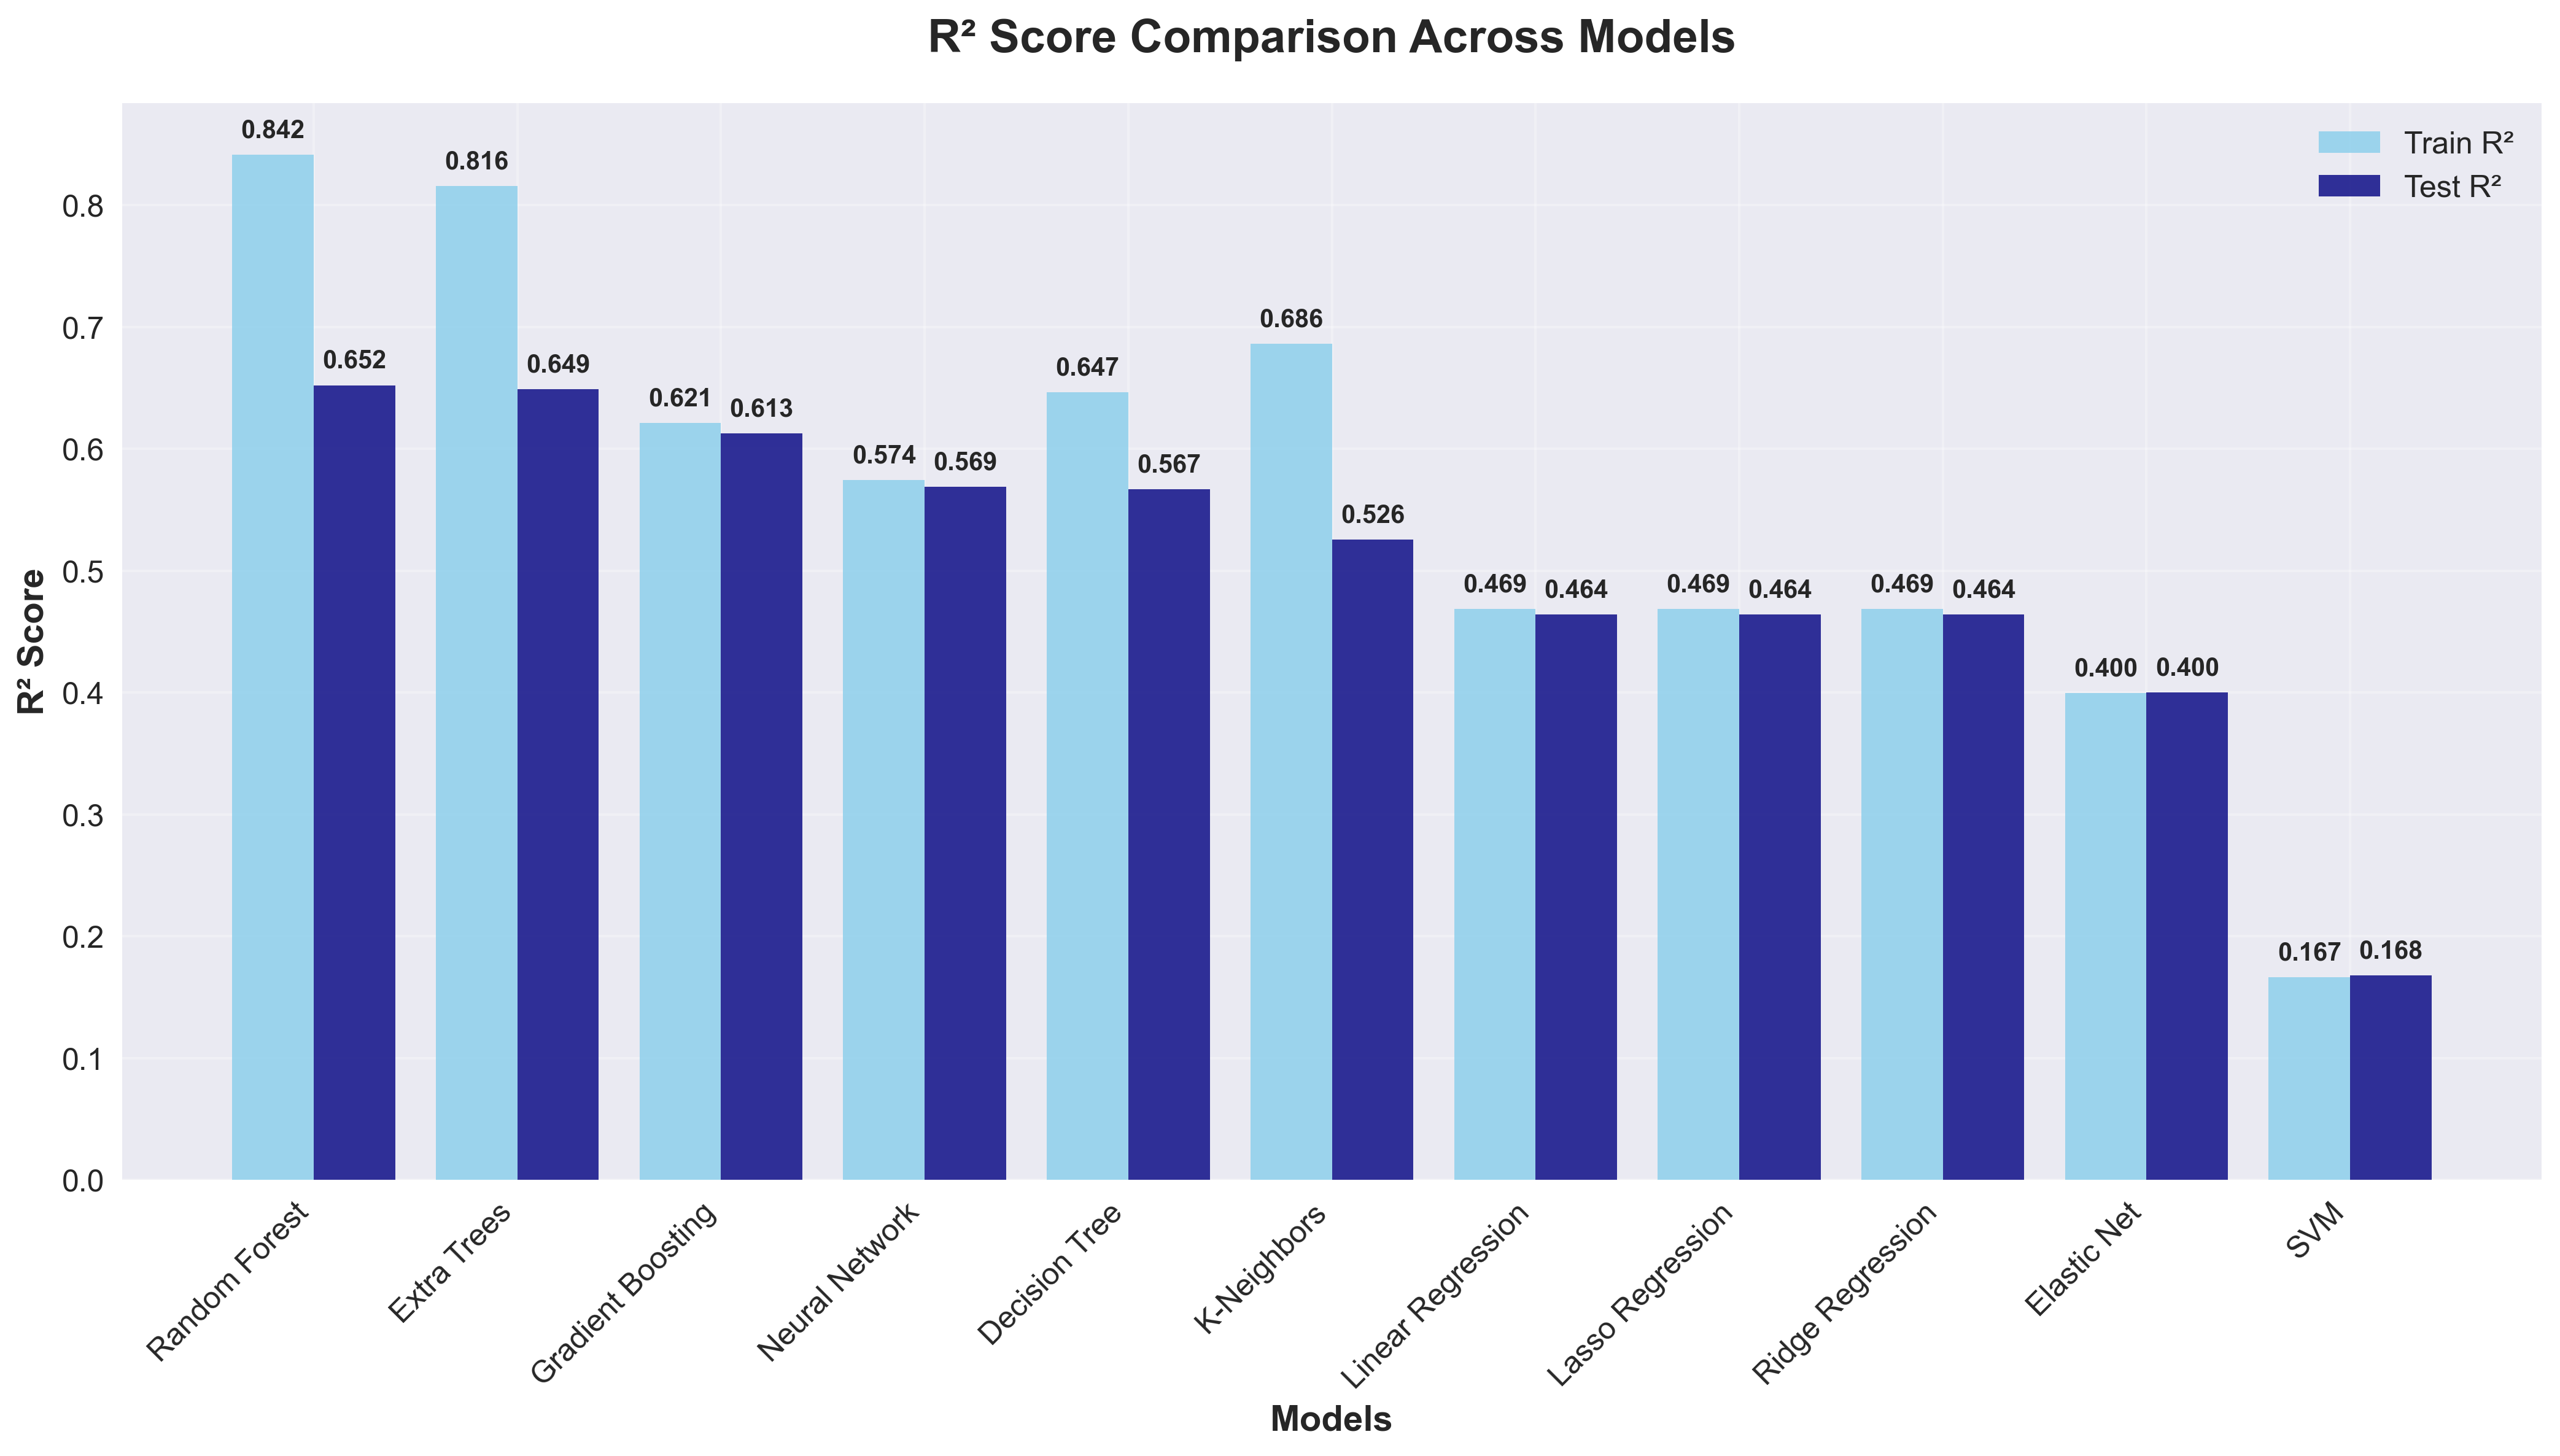 R² Score Comparison Across Models
Train R²
Test R²
R² Score
0.8
0.7
0.6
0.5
0.4
0.3
0.2
0.1
0.0
0.842
0.652
0.816
0.649
0.621
0.613
0.574
0.569
0.647
0.567
0.686
0.526
0.469
0.464
0.469
0.464
0.469
0.464
0.400
0.400
0.167
0.168
Random Forest
Extra Trees
Gradient Boosting
Neural Network
Decision Tree
K-Neighbors
Linear Regression
Lasso Regression
Ridge Regression
Elastic Net
SVM
Models